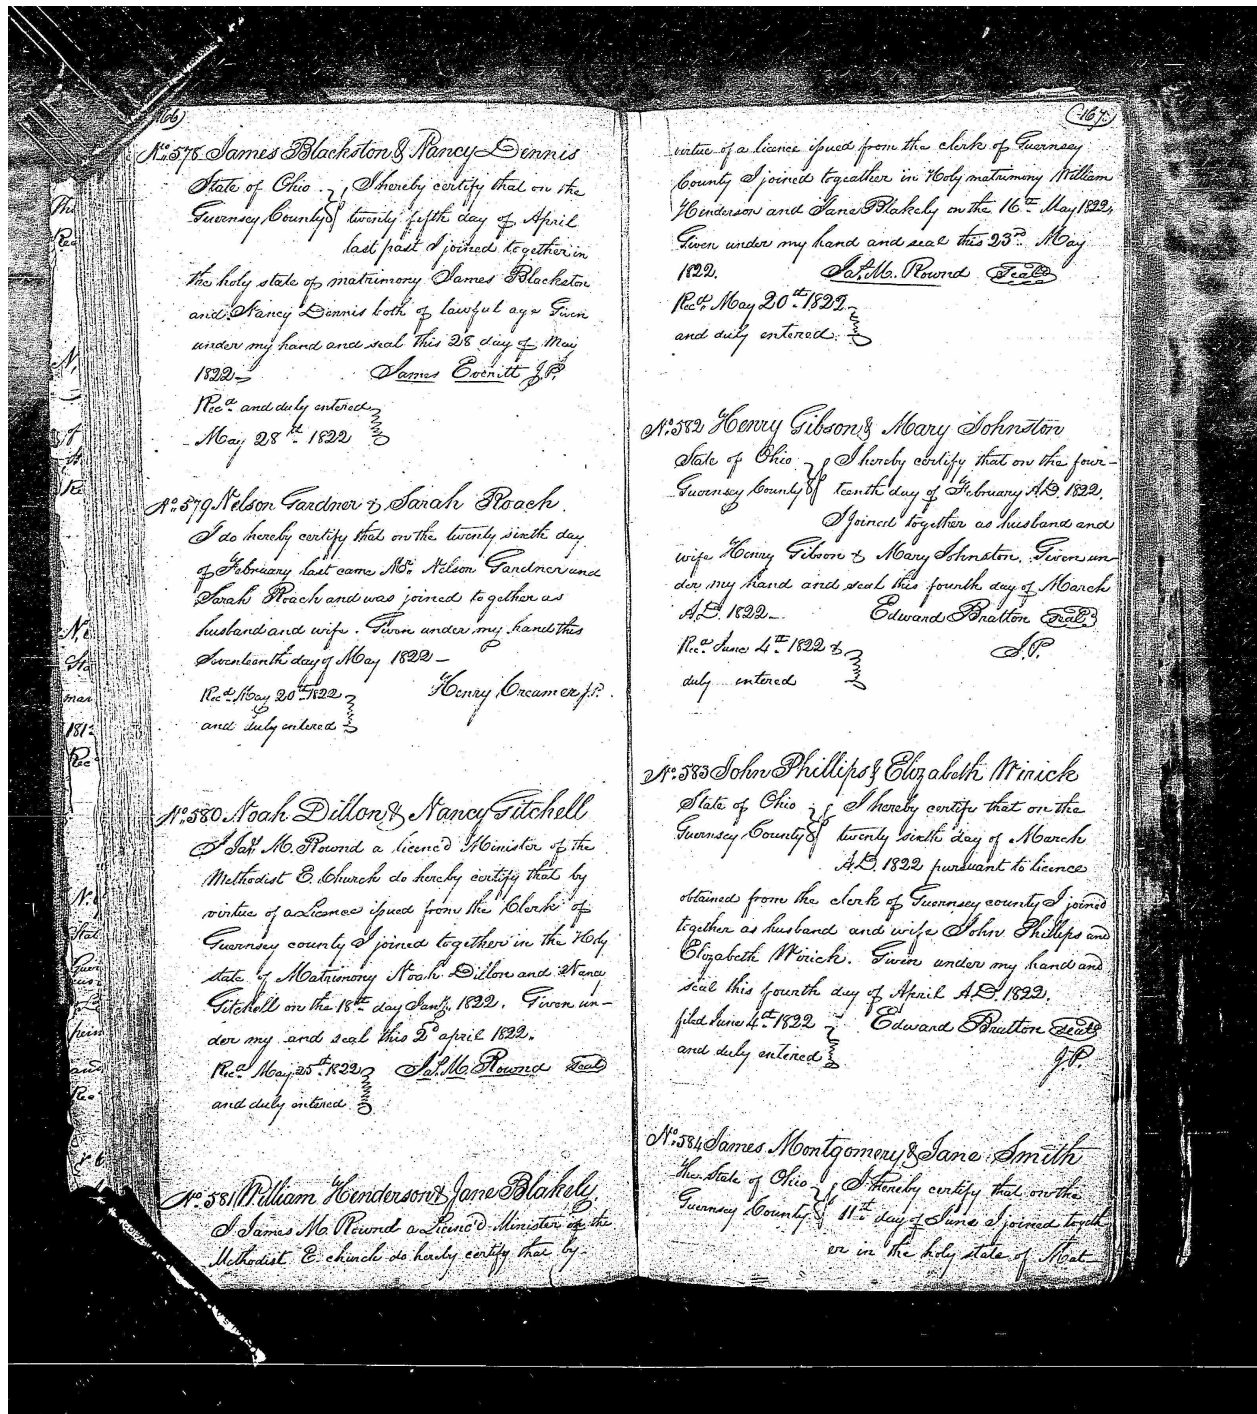 166
No. 578 James Blackston & Nancy Dennis
State of Ohio } I hereby certify that on the
Guernsey County } twenty fifth day of April
last past I joined together in
the holy state of matrimony James Blackston
and Nancy Dennis both of lawful age Given
under my hand and seal this 28 day of May
1822 - James Everitt J.P.
Recd. and duly entered
May 28th 1822
No. 579 Nelson Gardner & Sarah Roach.
I do hereby certify that on the twenty sixth day
of February last came Mr. Nelson Gardner and
Sarah Roach and was joined together as
husband and wife. Given under my hand this
Seventeenth day of May 1822 -
Recd. May 20th 1822 Henry Creamer J.P.
and duly entered
No. 580 Noah Dillon & Nancy Gitchell
I Jas. M. Rownd a licenc'd Minister of the
Methodist E. Church do hereby certify that by
virtue of a Licence issued from the Clerk of
Guernsey county I joined together in the Holy
state of Matrimony Noah Dillon and Nancy
Gitchell on the 18th day Jany. 1822. Given un-
der my and seal this 2d april 1822.
Recd. May 25th 1822 Jas. M. Rownd Seal
and duly entered
No. 581 William Henderson & Jane Blakely.
I James M. Rownd a Licenc'd Minister of the
Methodist E. church do hereby certify that by
167
virtue of a licence issued from the clerk of Guernsey
County I joined togeather in Holy matrimony William
Henderson and Jane Blakely on the 16th May 1822,
Given under my hand and seal this 23rd. May
1822. Jas. M. Rownd Seal
Recd. May 20th 1822
and duly entered.
No. 582 Henry Gibson & Mary Johnston
State of Ohio } I hereby certify that on the four-
Guernsey County } teenth day of February A.D. 1822.
I joined together as husband and
wife Henry Gibson & Mary Johnston. Given un-
der my hand and seal this fourth day of March
A.D. 1822 - Edward Bratton Seal
Recd. June 4th 1822 & J.P.
duly entered
No. 583 John Phillips & Elizabeth Wirick
State of Ohio } I hereby certify that on the
Guernsey County } twenty sixth day of March
A.D. 1822 pursuant to licence
obtained from the clerk of Guernsey county I joined
together as husband and wife John Phillips and
Elizabeth Wirick. Given under my hand and
seal this fourth day of April A.D. 1822.
filed June 4th 1822 Edward Bratton Seal
and duly entered J.P.
No. 584 James Montgomery & Jane Smith
The State of Ohio } I hereby certify that on the
Guernsey County } 11th day of June I joined togeth
er in the holy state of Mat-